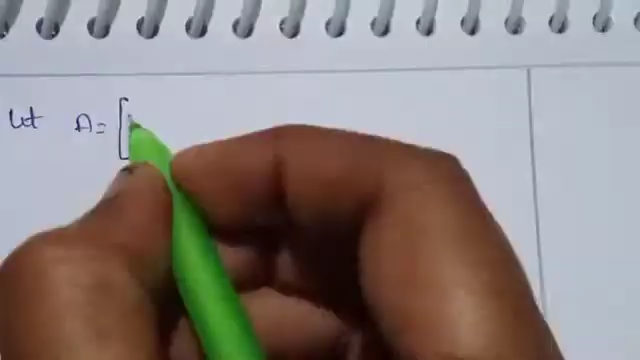 Let A = [